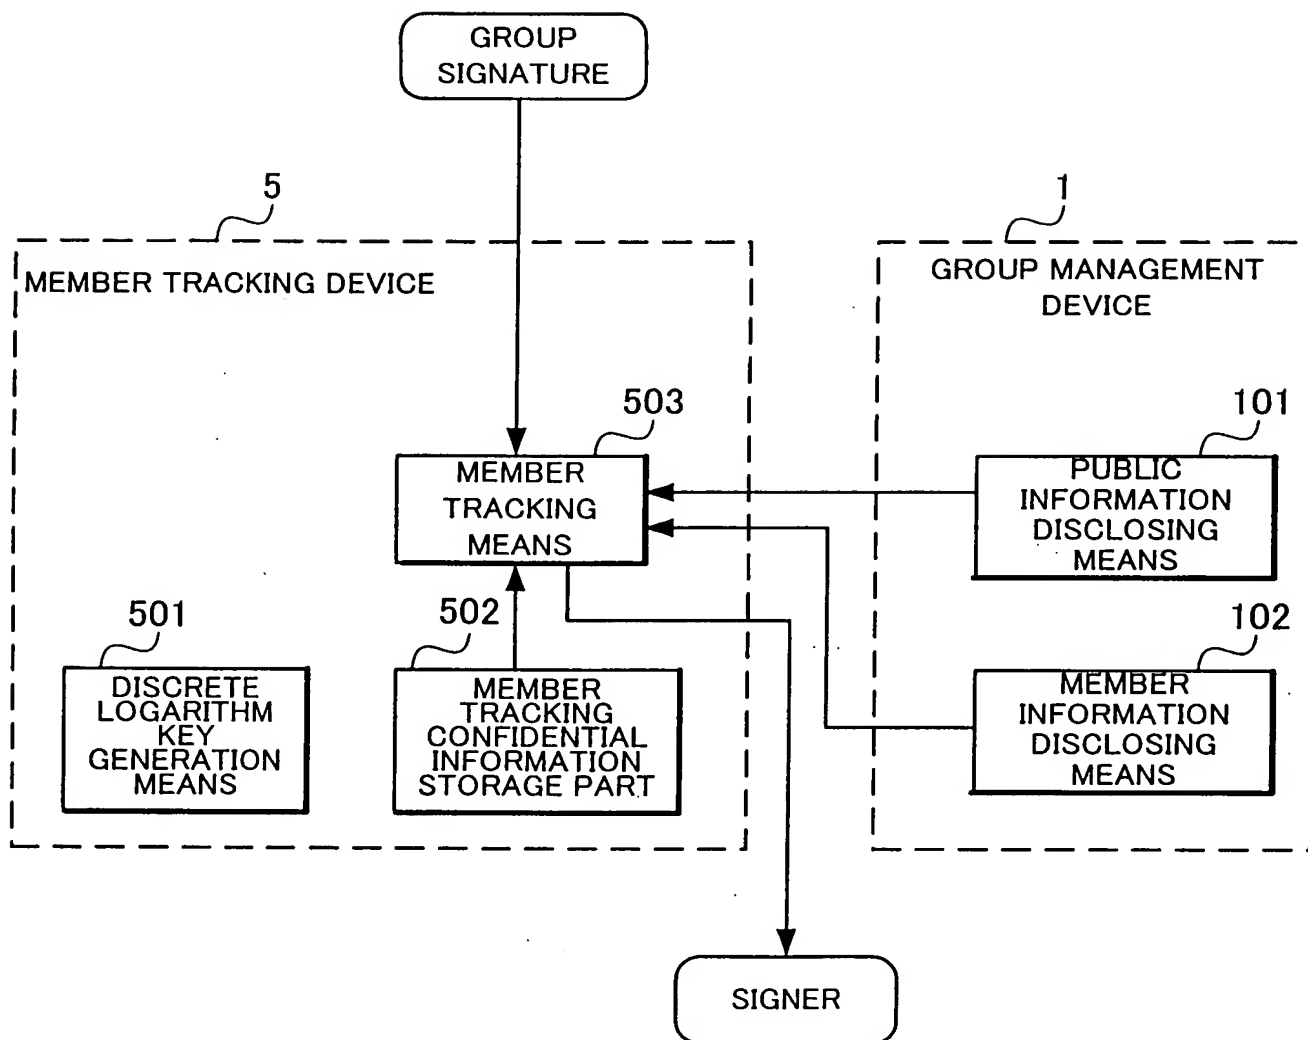 GROUP
SIGNATURE
5
1
MEMBER TRACKING DEVICE
GROUP MANAGEMENT
DEVICE
503
MEMBER
TRACKING
MEANS
101
PUBLIC
INFORMATION
DISCLOSING
MEANS
501
DISCRETE
LOGARITHM
KEY
GENERATION
MEANS
502
MEMBER
TRACKING
CONFIDENTIAL
INFORMATION
STORAGE PART
102
MEMBER
INFORMATION
DISCLOSING
MEANS
SIGNER